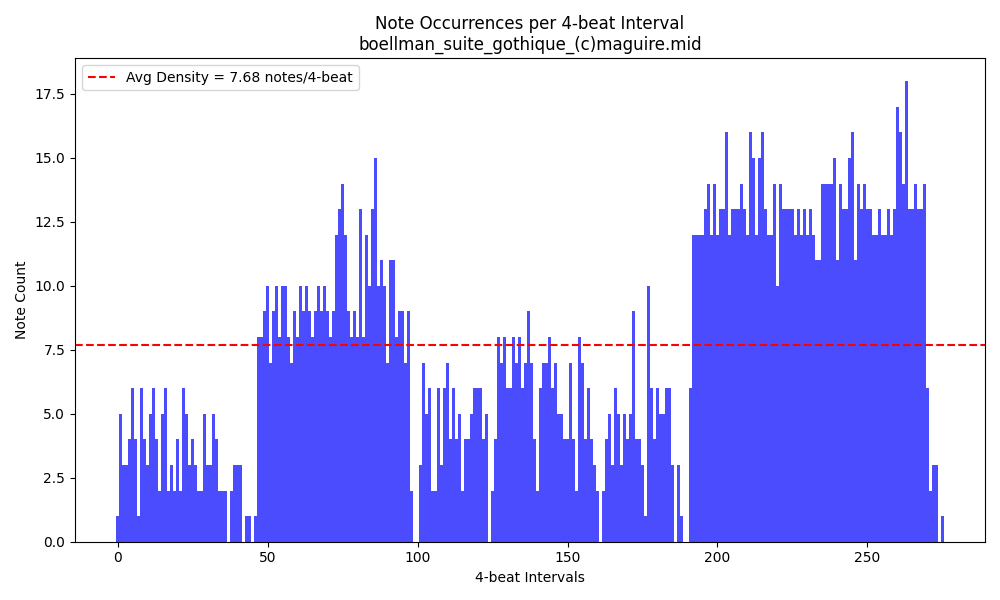 Note Occurrences per 4-beat Interval
boellman_suite_gothique_(c)maguire.mid
Avg Density = 7.68 notes/4-beat
Note Count
17.5
15.0
12.5
10.0
7.5
5.0
2.5
0.0
0
50
100
150
200
250
4-beat Intervals